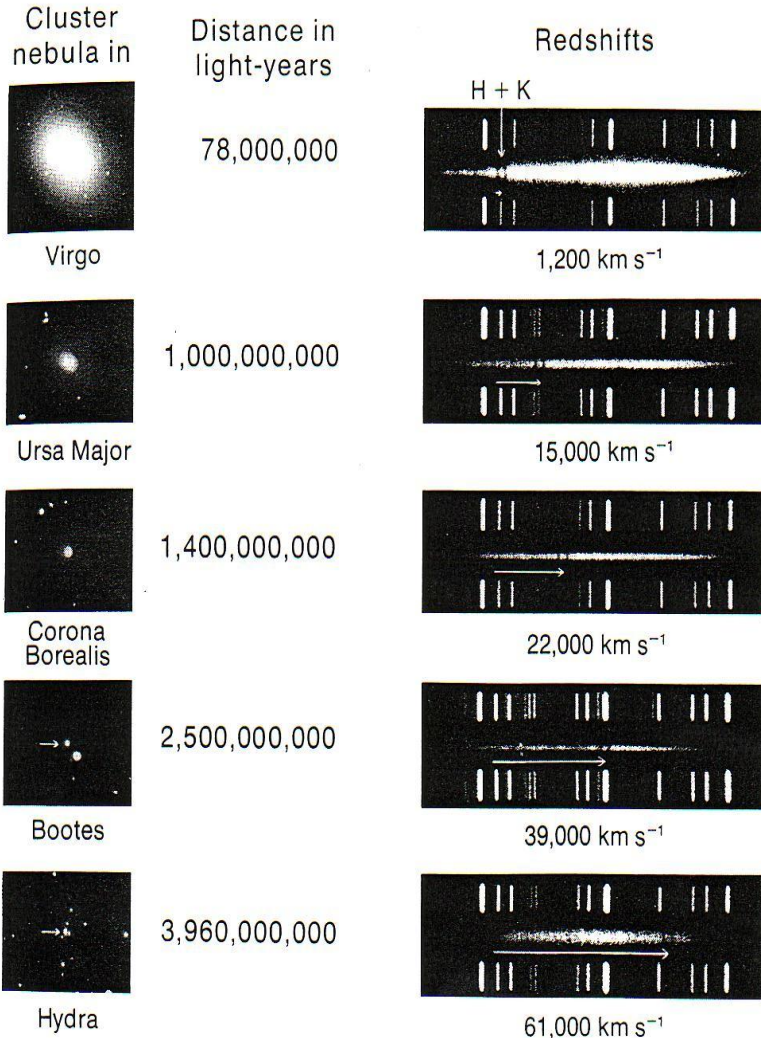 Cluster
nebula in
Distance in
light-years
Redshifts
H + K
78,000,000
Virgo
1,200 km s⁻¹
1,000,000,000
Ursa Major
15,000 km s⁻¹
1,400,000,000
Corona
Borealis
22,000 km s⁻¹
2,500,000,000
Bootes
39,000 km s⁻¹
3,960,000,000
Hydra
61,000 km s⁻¹